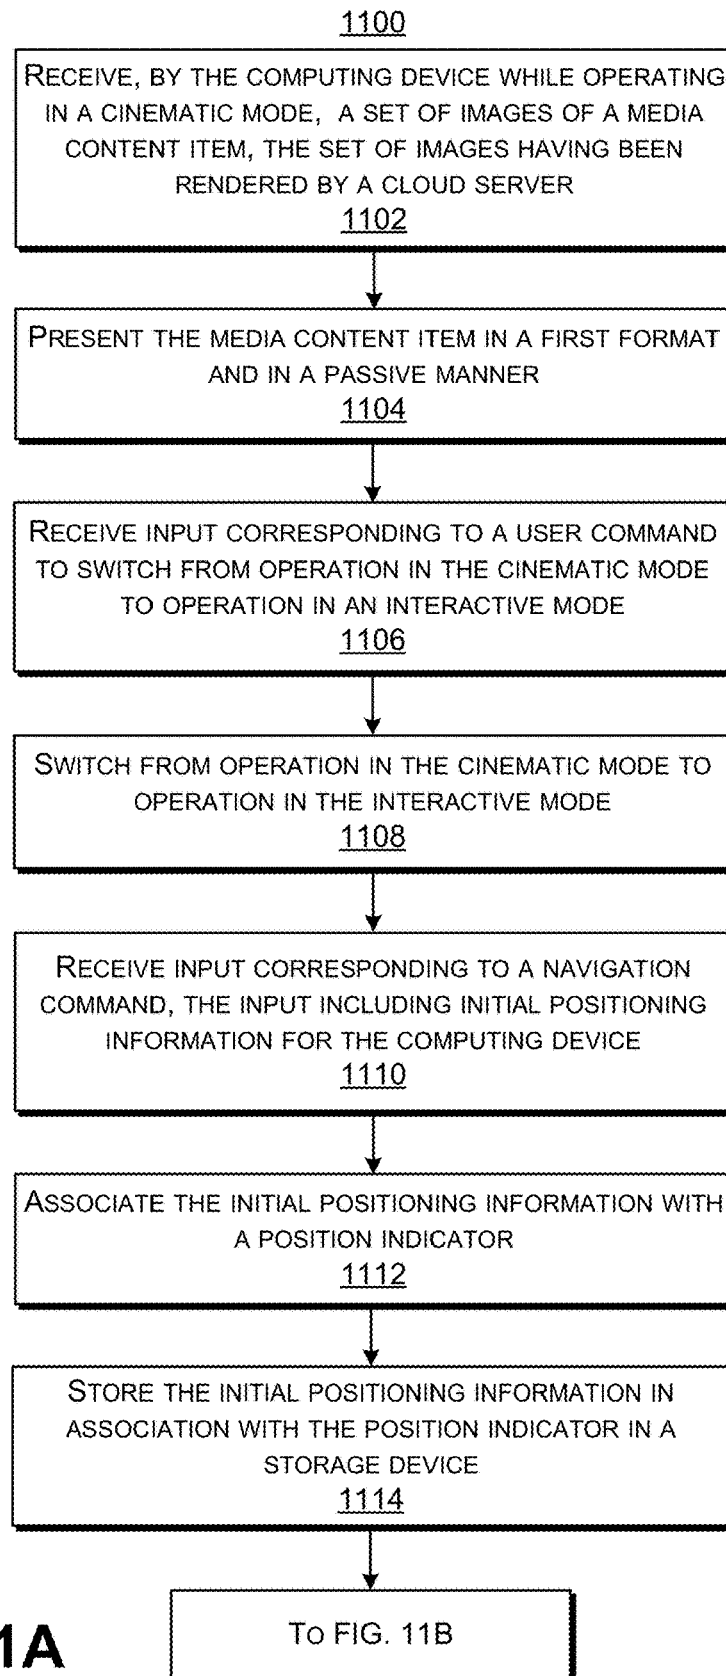 1100
RECEIVE, BY THE COMPUTING DEVICE WHILE OPERATING
IN A CINEMATIC MODE, A SET OF IMAGES OF A MEDIA
CONTENT ITEM, THE SET OF IMAGES HAVING BEEN
RENDERED BY A CLOUD SERVER
1102
PRESENT THE MEDIA CONTENT ITEM IN A FIRST FORMAT
AND IN A PASSIVE MANNER
1104
RECEIVE INPUT CORRESPONDING TO A USER COMMAND
TO SWITCH FROM OPERATION IN THE CINEMATIC MODE
TO OPERATION IN AN INTERACTIVE MODE
1106
SWITCH FROM OPERATION IN THE CINEMATIC MODE TO
OPERATION IN THE INTERACTIVE MODE
1108
RECEIVE INPUT CORRESPONDING TO A NAVIGATION
COMMAND, THE INPUT INCLUDING INITIAL POSITIONING
INFORMATION FOR THE COMPUTING DEVICE
1110
ASSOCIATE THE INITIAL POSITIONING INFORMATION WITH
A POSITION INDICATOR
1112
STORE THE INITIAL POSITIONING INFORMATION IN
ASSOCIATION WITH THE POSITION INDICATOR IN A
STORAGE DEVICE
1114
TO FIG. 11B
1A